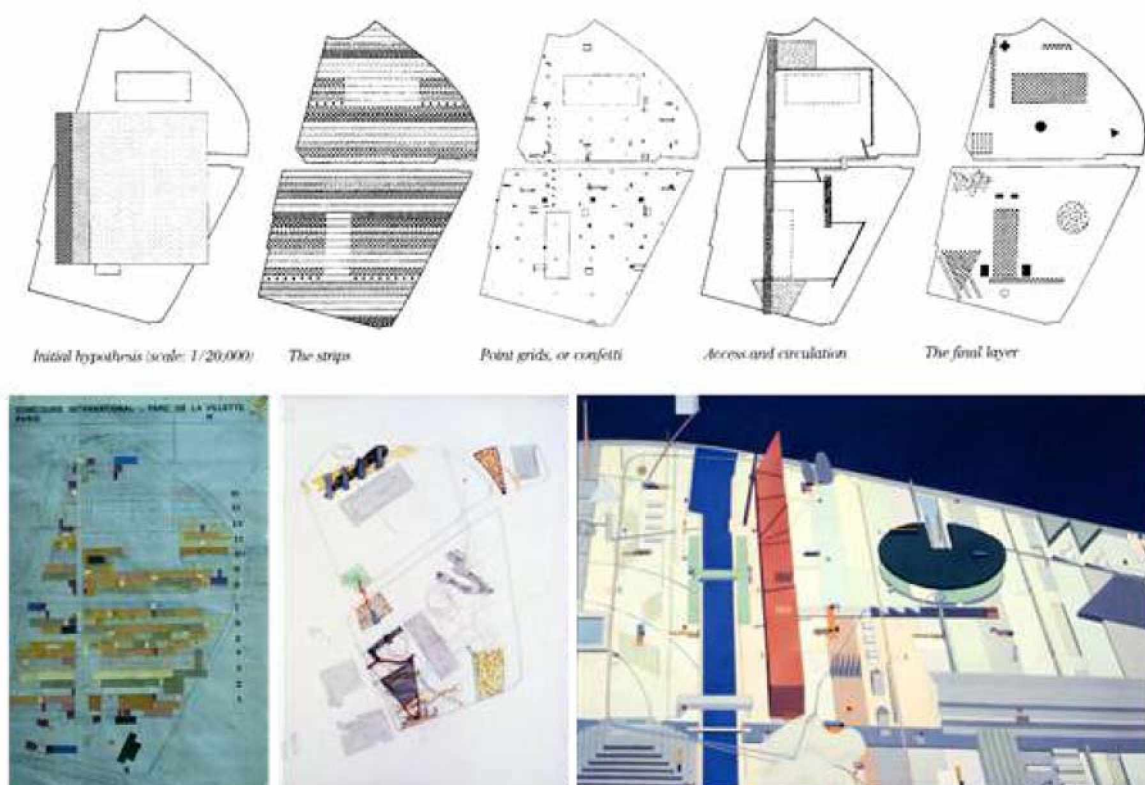 Initial hypothesis (scale: 1/20,000)
The strips
Point grids, or confetti
Access and circulation
The final layer
CONCOURS INTERNATIONAL - PARC DE LA VILLETTE
PARIS